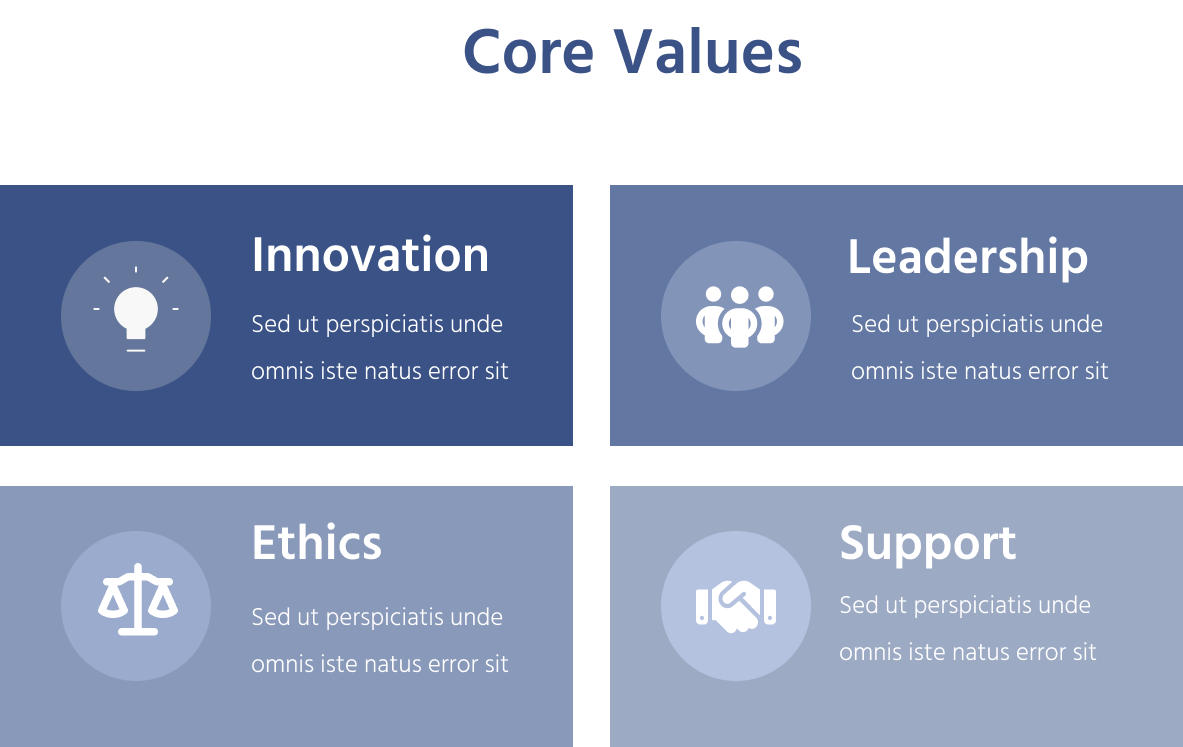 Core Values
Innovation
Sed ut perspiciatis unde
omnis iste natus error sit
Leadership
Sed ut perspiciatis unde
omnis iste natus error sit
Ethics
Sed ut perspiciatis unde
omnis iste natus error sit
Support
Sed ut perspiciatis unde
omnis iste natus error sit